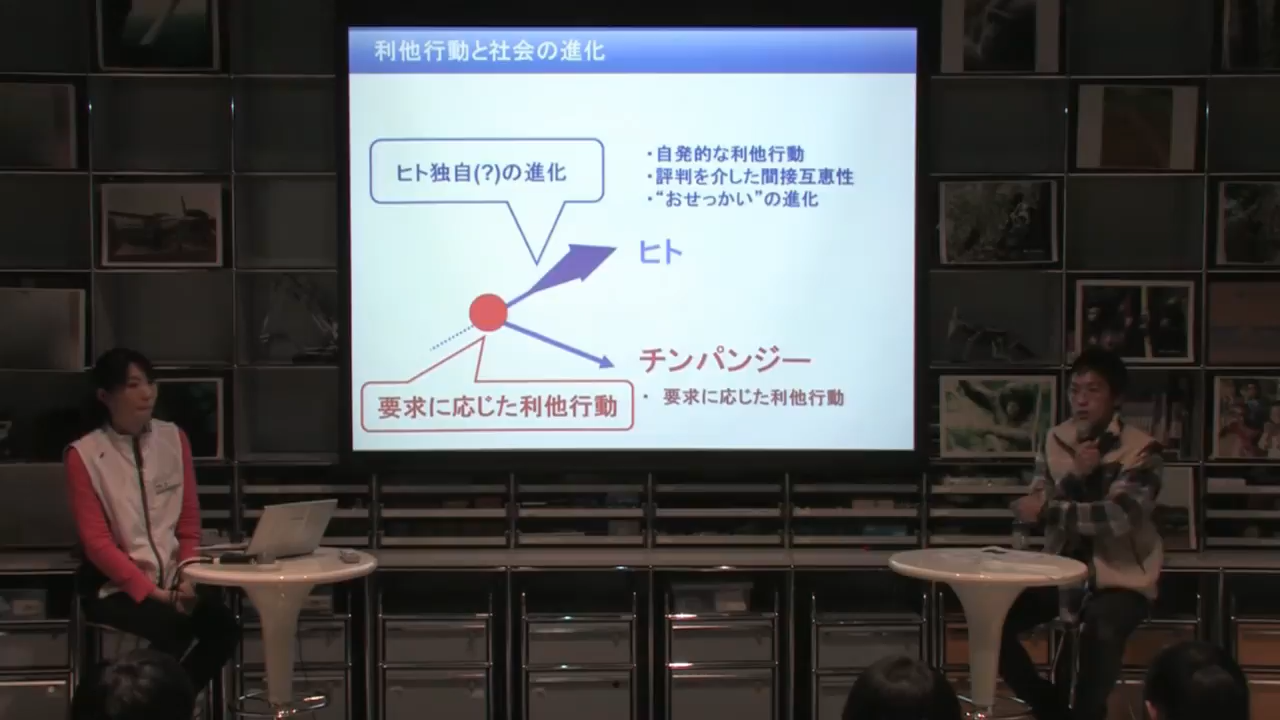 利他行動と社会の進化
ヒト独自(?)の進化
・自発的な利他行動
・評判を介した間接互恵性
・“おせっかい”の進化
ヒト
チンパンジー
・ 要求に応じた利他行動
要求に応じた利他行動